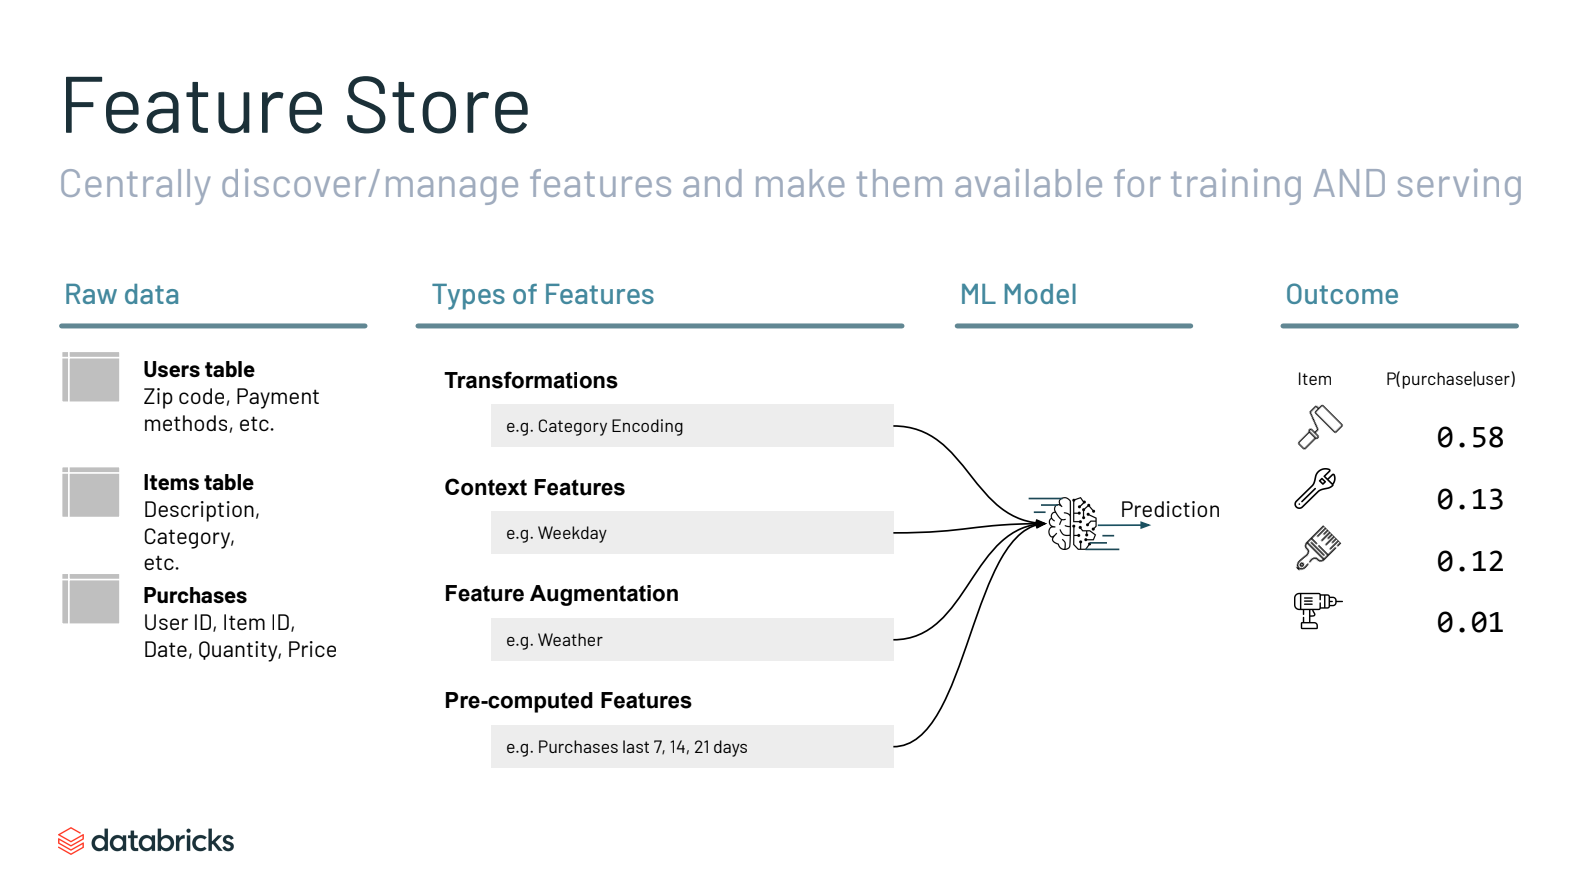 Feature Store
Centrally discover/manage features and make them available for training AND serving
Raw data
Users table
Zip code, Payment
methods, etc.
Items table
Description,
Category,
etc.
Purchases
User ID, Item ID,
Date, Quantity, Price
Types of Features
Transformations
e.g. Category Encoding
Context Features
e.g. Weekday
Feature Augmentation
e.g. Weather
Pre-computed Features
e.g. Purchases last 7, 14, 21 days
ML Model
Prediction
Outcome
Item P(purchase|user)
0.58
0.13
0.12
0.01
databricks